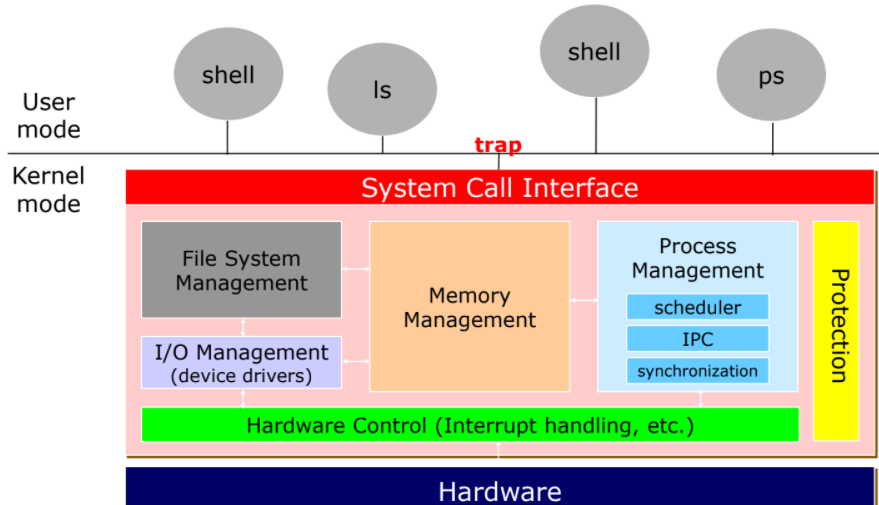 shell
ls
shell
ps
User
mode
trap
Kernel
mode
System Call Interface
File System
Management
Memory
Management
Process
Management
scheduler
IPC
synchronization
Protection
I/O Management
(device drivers)
Hardware Control (Interrupt handling, etc.)
Hardware